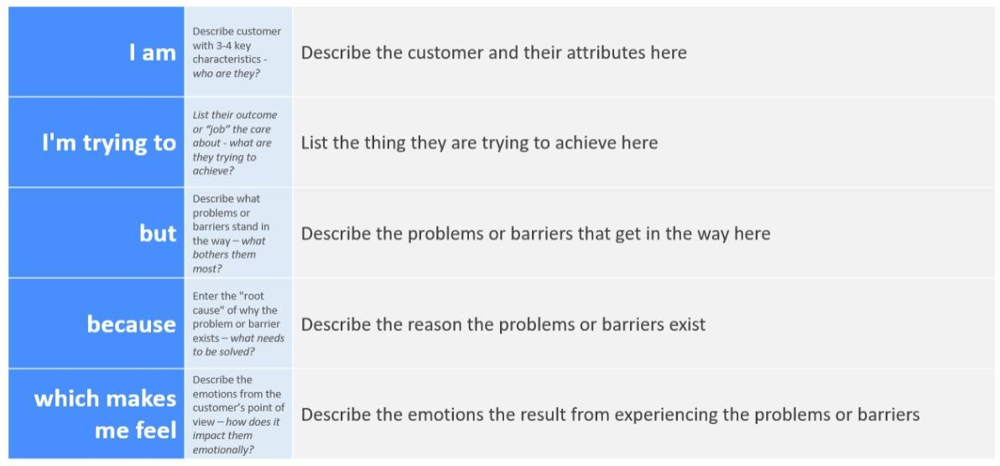 I am
Describe customer
with 3-4 key
characteristics -
who are they?
Describe the customer and their attributes here
I'm trying to
List their outcome
or “job” the care
about - what are
they trying to
achieve?
List the thing they are trying to achieve here
but
Describe what
problems or
barriers stand in
the way – what
bothers them
most?
Describe the problems or barriers that get in the way here
because
Enter the "root
cause" of why the
problem or barrier
exists – what needs
to be solved?
Describe the reason the problems or barriers exist
which makes
me feel
Describe the
emotions from the
customer's point of
view – how does it
impact them
emotionally?
Describe the emotions the result from experiencing the problems or barriers